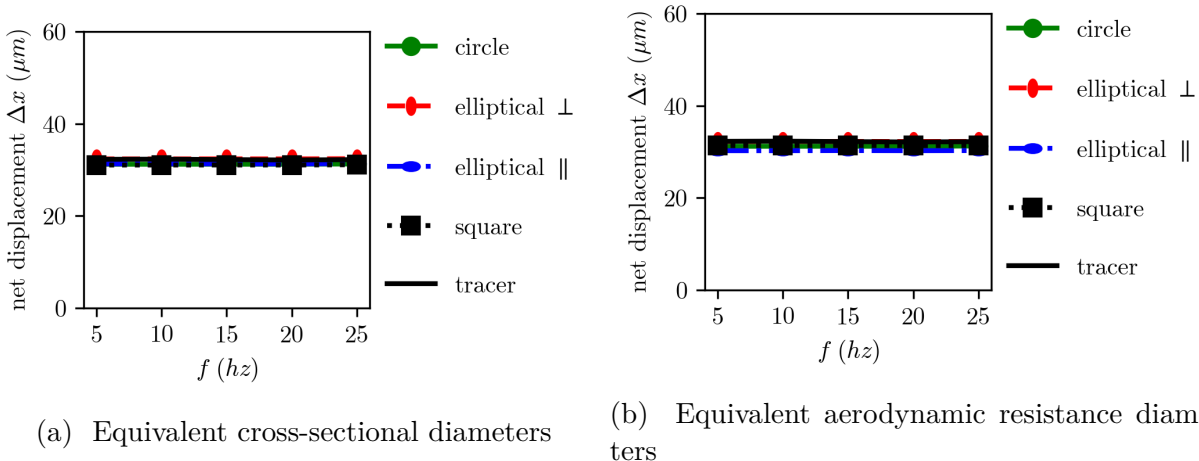 net displacement Δx (μm)
60
40
20
0
5 10 15 20 25
f (hz)
circle
elliptical ⊥
elliptical ∥
square
tracer
(a) Equivalent cross-sectional diameters
net displacement Δx (μm)
60
40
20
0
5 10 15 20 25
f (hz)
circle
elliptical ⊥
elliptical ∥
square
tracer
(b) Equivalent aerodynamic resistance diam
ters